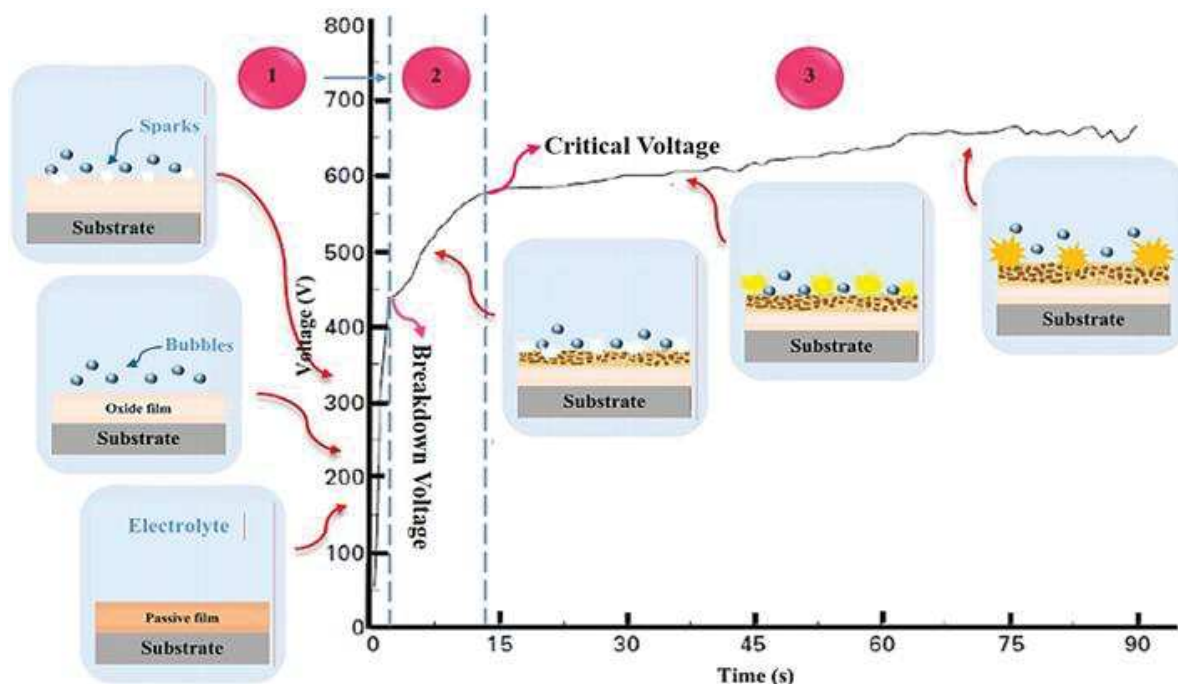 800
700
600
500
400
300
200
100
0
Voltage (V)
0
15
30
45
60
75
90
Time (s)
1
2
3
Sparks
Substrate
Bubbles
Oxide film
Substrate
Electrolyte
Passive film
Substrate
Breakdown Voltage
Critical Voltage
Substrate
Substrate
Substrate